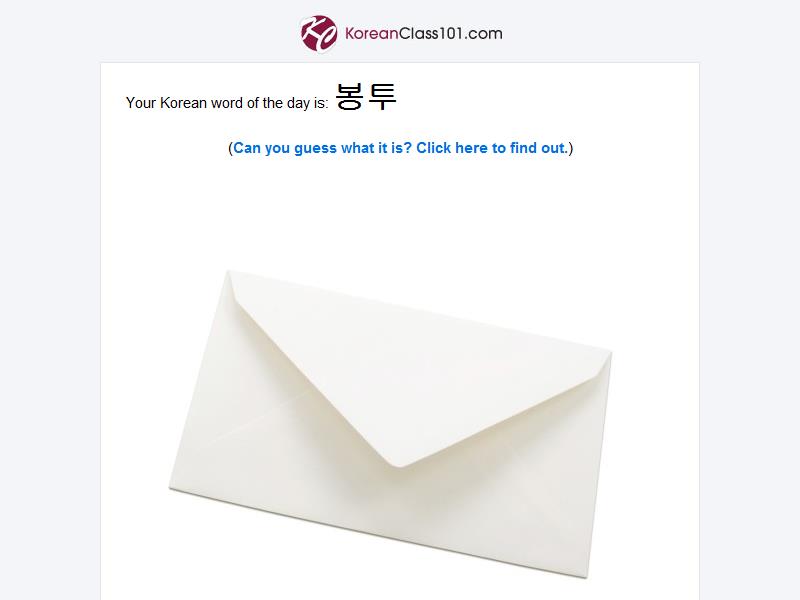 KC KoreanClass101.com
Your Korean word of the day is: 봉투
(Can you guess what it is? Click here to find out.)